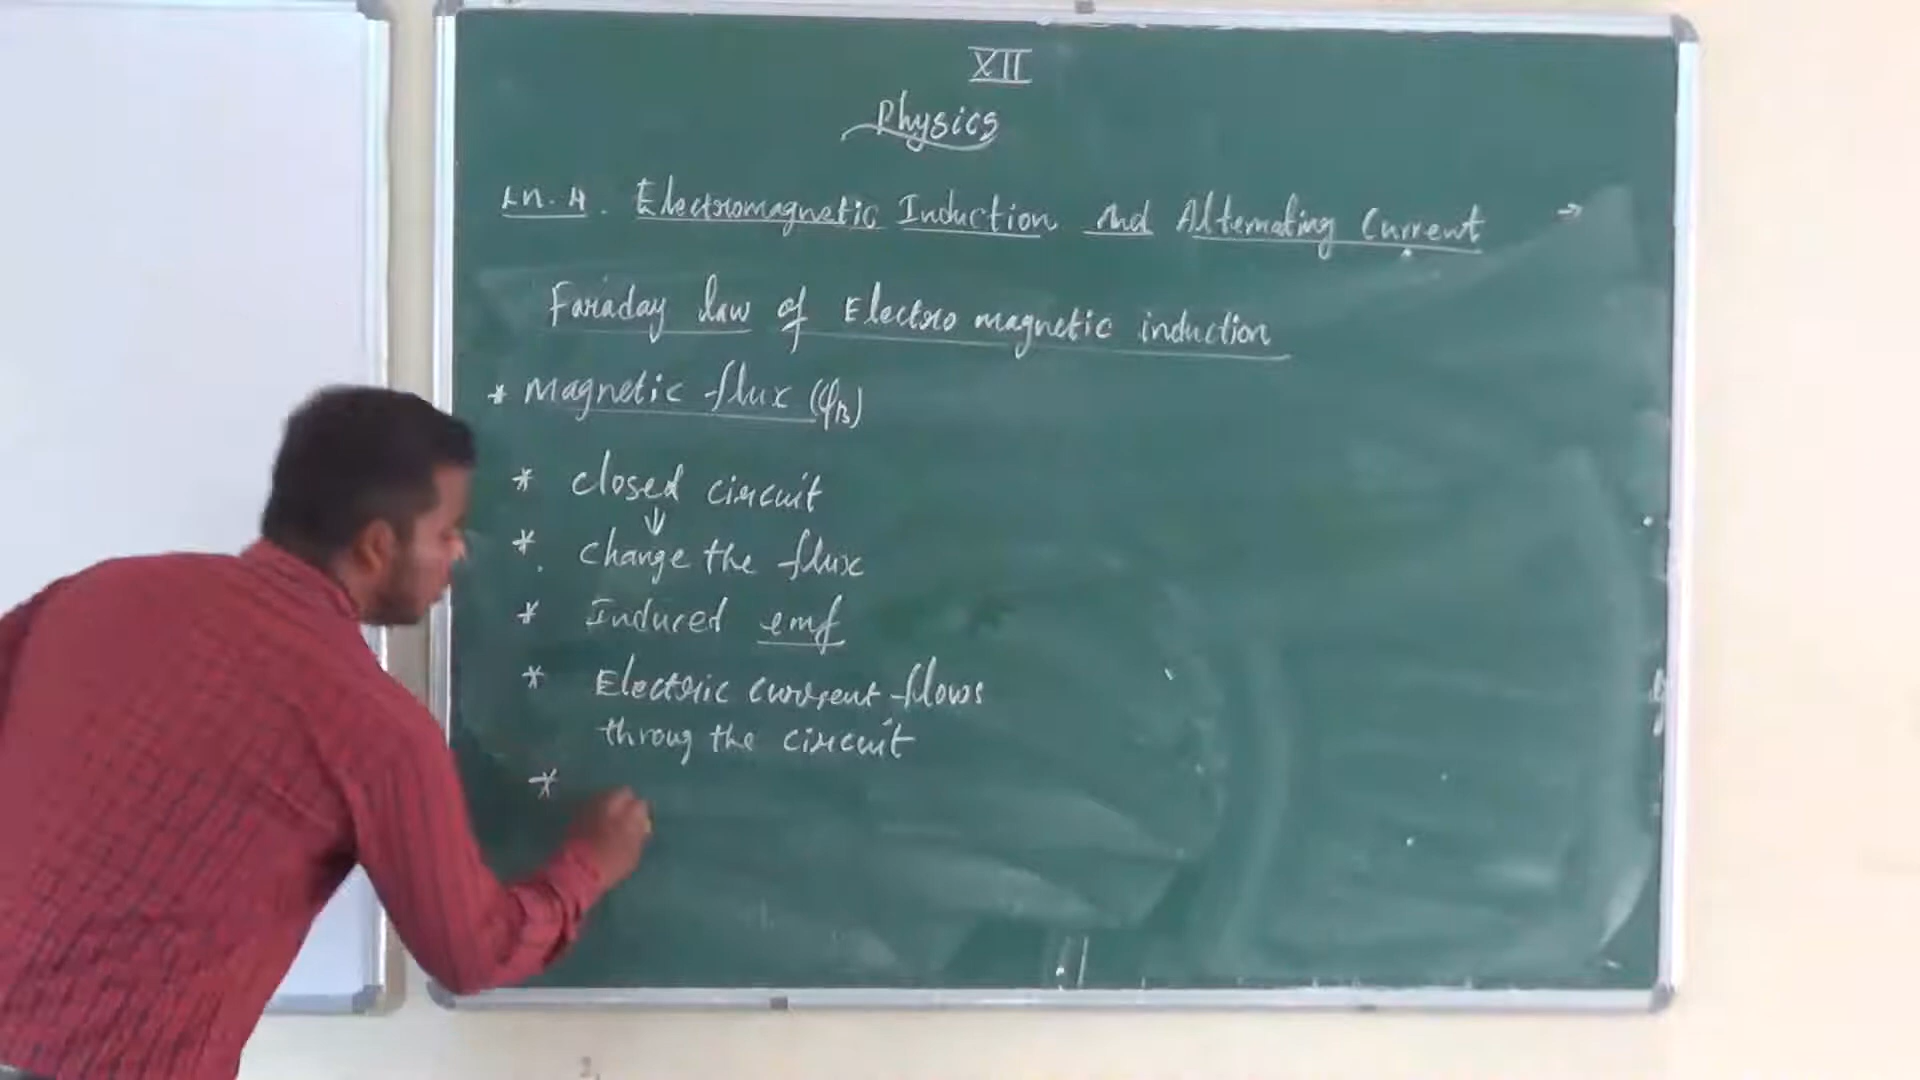 XII
Physics
Ln.4. Electromagnetic Induction And Alternating Current →
Faraday law of Electro magnetic induction
* Magnetic flux (φB)
* closed circuit
↓
* change the flux
* Induced emf
* Electric current flows
throug the circuit
*